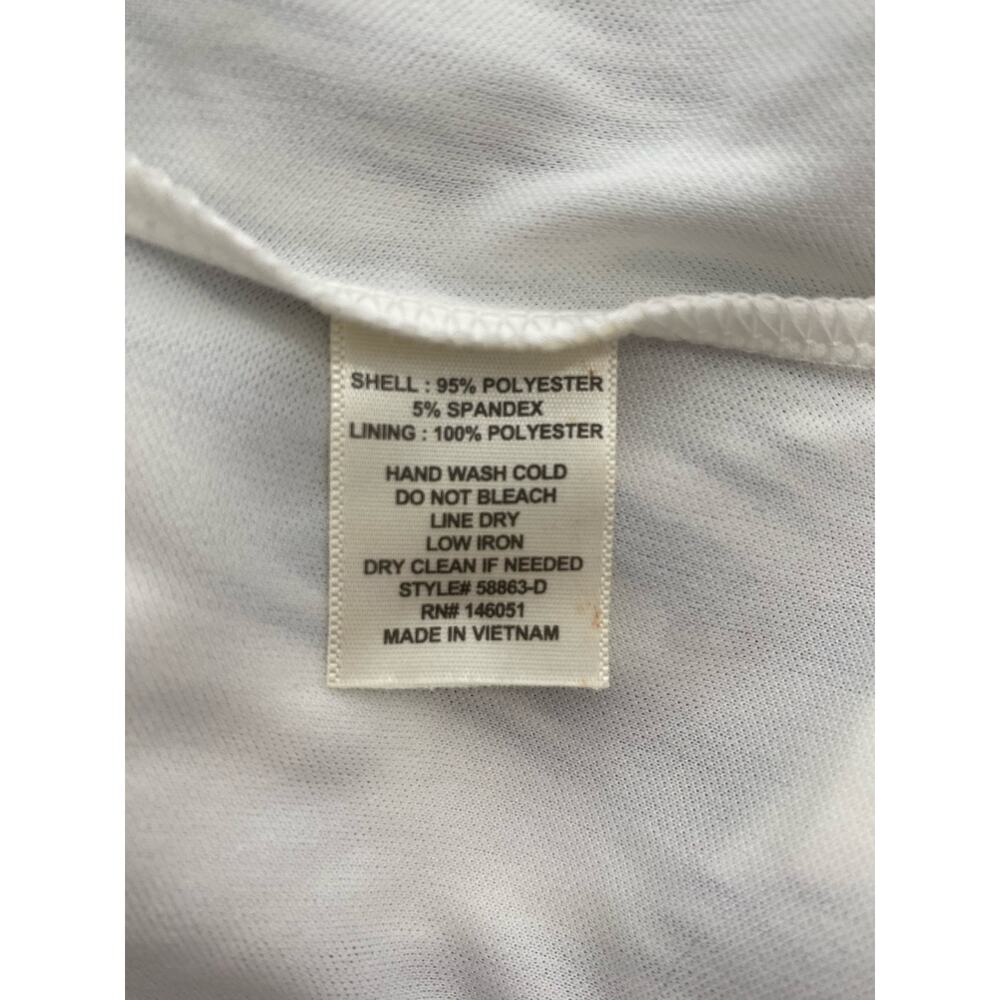 SHELL : 95% POLYESTER
5% SPANDEX
LINING : 100% POLYESTER
HAND WASH COLD
DO NOT BLEACH
LINE DRY
LOW IRON
DRY CLEAN IF NEEDED
STYLE# 58863-D
RN# 146051
MADE IN VIETNAM